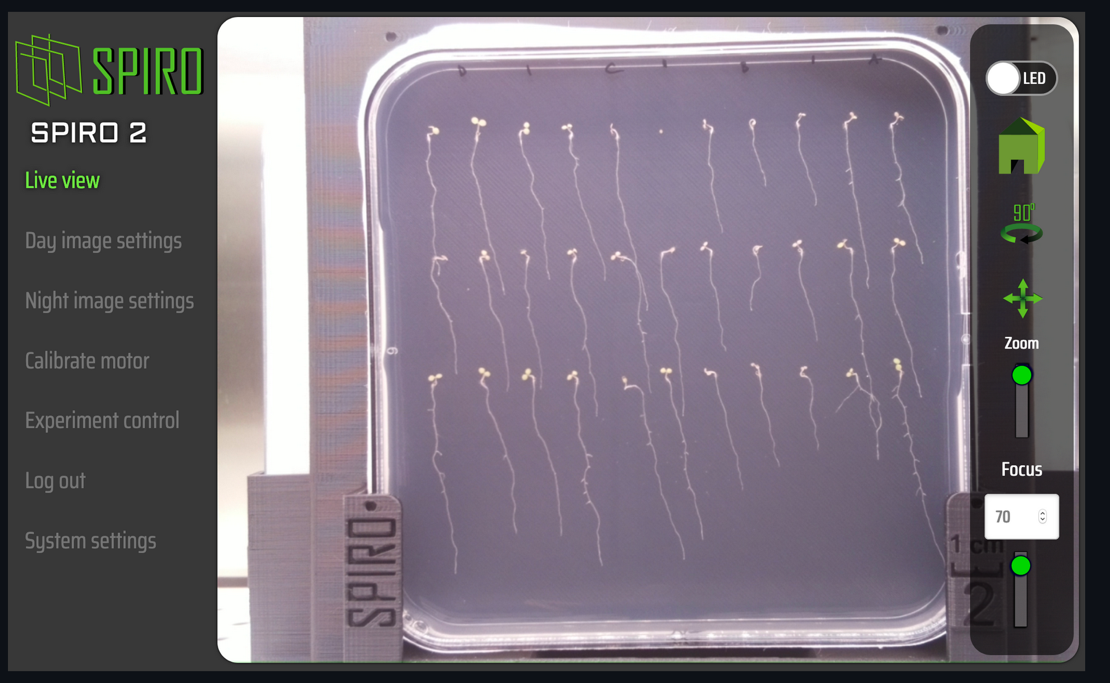 SPIRO
SPIRO 2
Live view
Day image settings
Night image settings
Calibrate motor
Experiment control
Log out
System settings
LED
90°
Zoom
Focus
70
SPIRO
1 cm
2